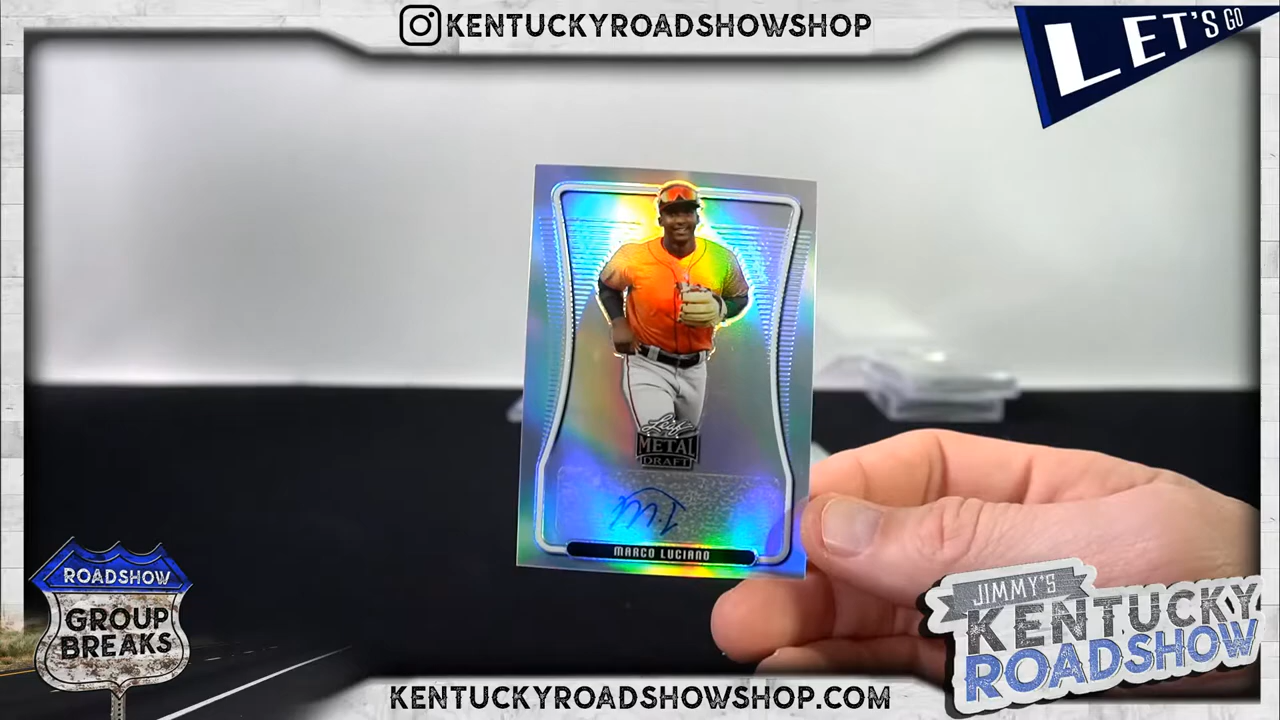 KENTUCKYROADSHOWSHOP
LET'S GO
Leaf
METAL
DRAFT
MARCO LUCIANO
ROADSHOW
GROUP
BREAKS
JIMMY'S
KENTUCKY
ROADSHOW
KENTUCKYROADSHOWSHOP.COM